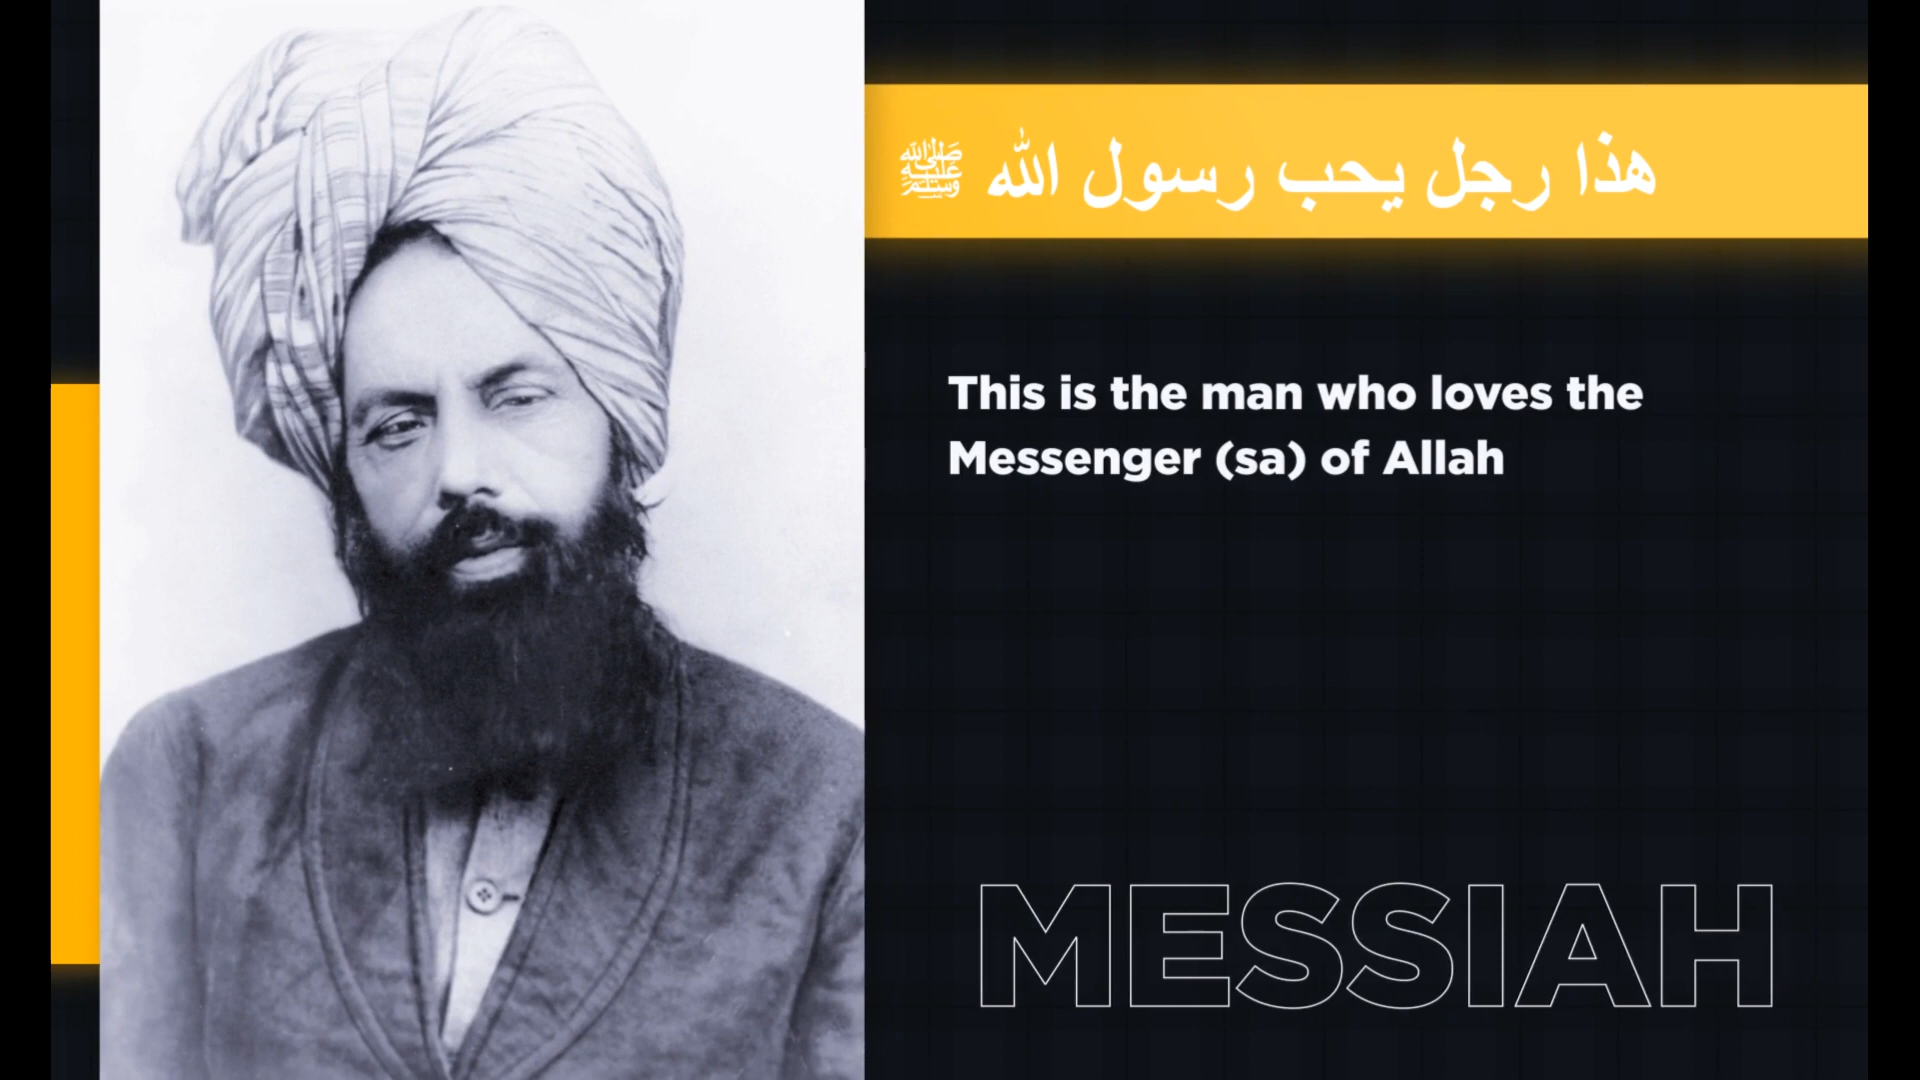 هذا رجل يحب رسول الله ﷺ
This is the man who loves the
Messenger (sa) of Allah
MESSIAH